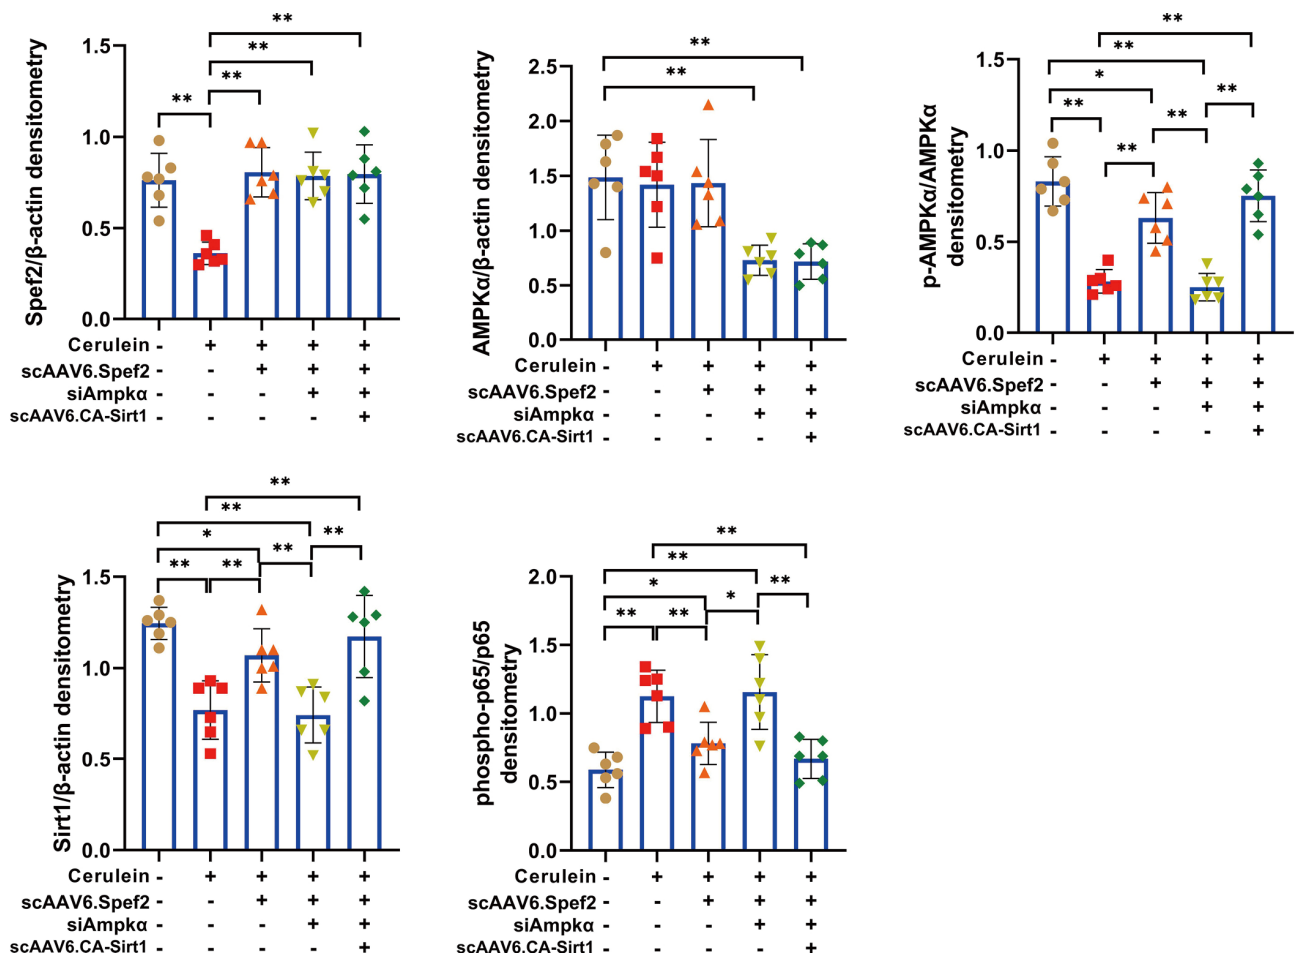 **
**
**
**
1.5
1.0
0.5
0.0
Spef2/β-actin densitometry
Cerulein - + + + +
scAAV6.Spef2 - - + + +
siAmpkα - - - + +
scAAV6.CA-Sirt1 - - - - +
**
**
2.5
2.0
1.5
1.0
0.5
0.0
AMPKα/β-actin densitometry
Cerulein - + + + +
scAAV6.Spef2 - - + + +
siAmpkα - - - + +
scAAV6.CA-Sirt1 - - - - +
**
**
*
**
**
**
**
1.5
1.0
0.5
0.0
p-AMPKα/AMPKα
densitometry
Cerulein - + + + +
scAAV6.Spef2 - - + + +
siAmpkα - - - + +
scAAV6.CA-Sirt1 - - - - +
**
**
*
**
**
**
**
1.5
1.0
0.5
0.0
Sirt1/β-actin densitometry
Cerulein - + + + +
scAAV6.Spef2 - - + + +
siAmpkα - - - + +
scAAV6.CA-Sirt1 - - - - +
**
**
*
**
**
**
*
2.0
1.5
1.0
0.5
0.0
phospho-p65/p65
densitometry
Cerulein - + + + +
scAAV6.Spef2 - - + + +
siAmpkα - - - + +
scAAV6.CA-Sirt1 - - - - +